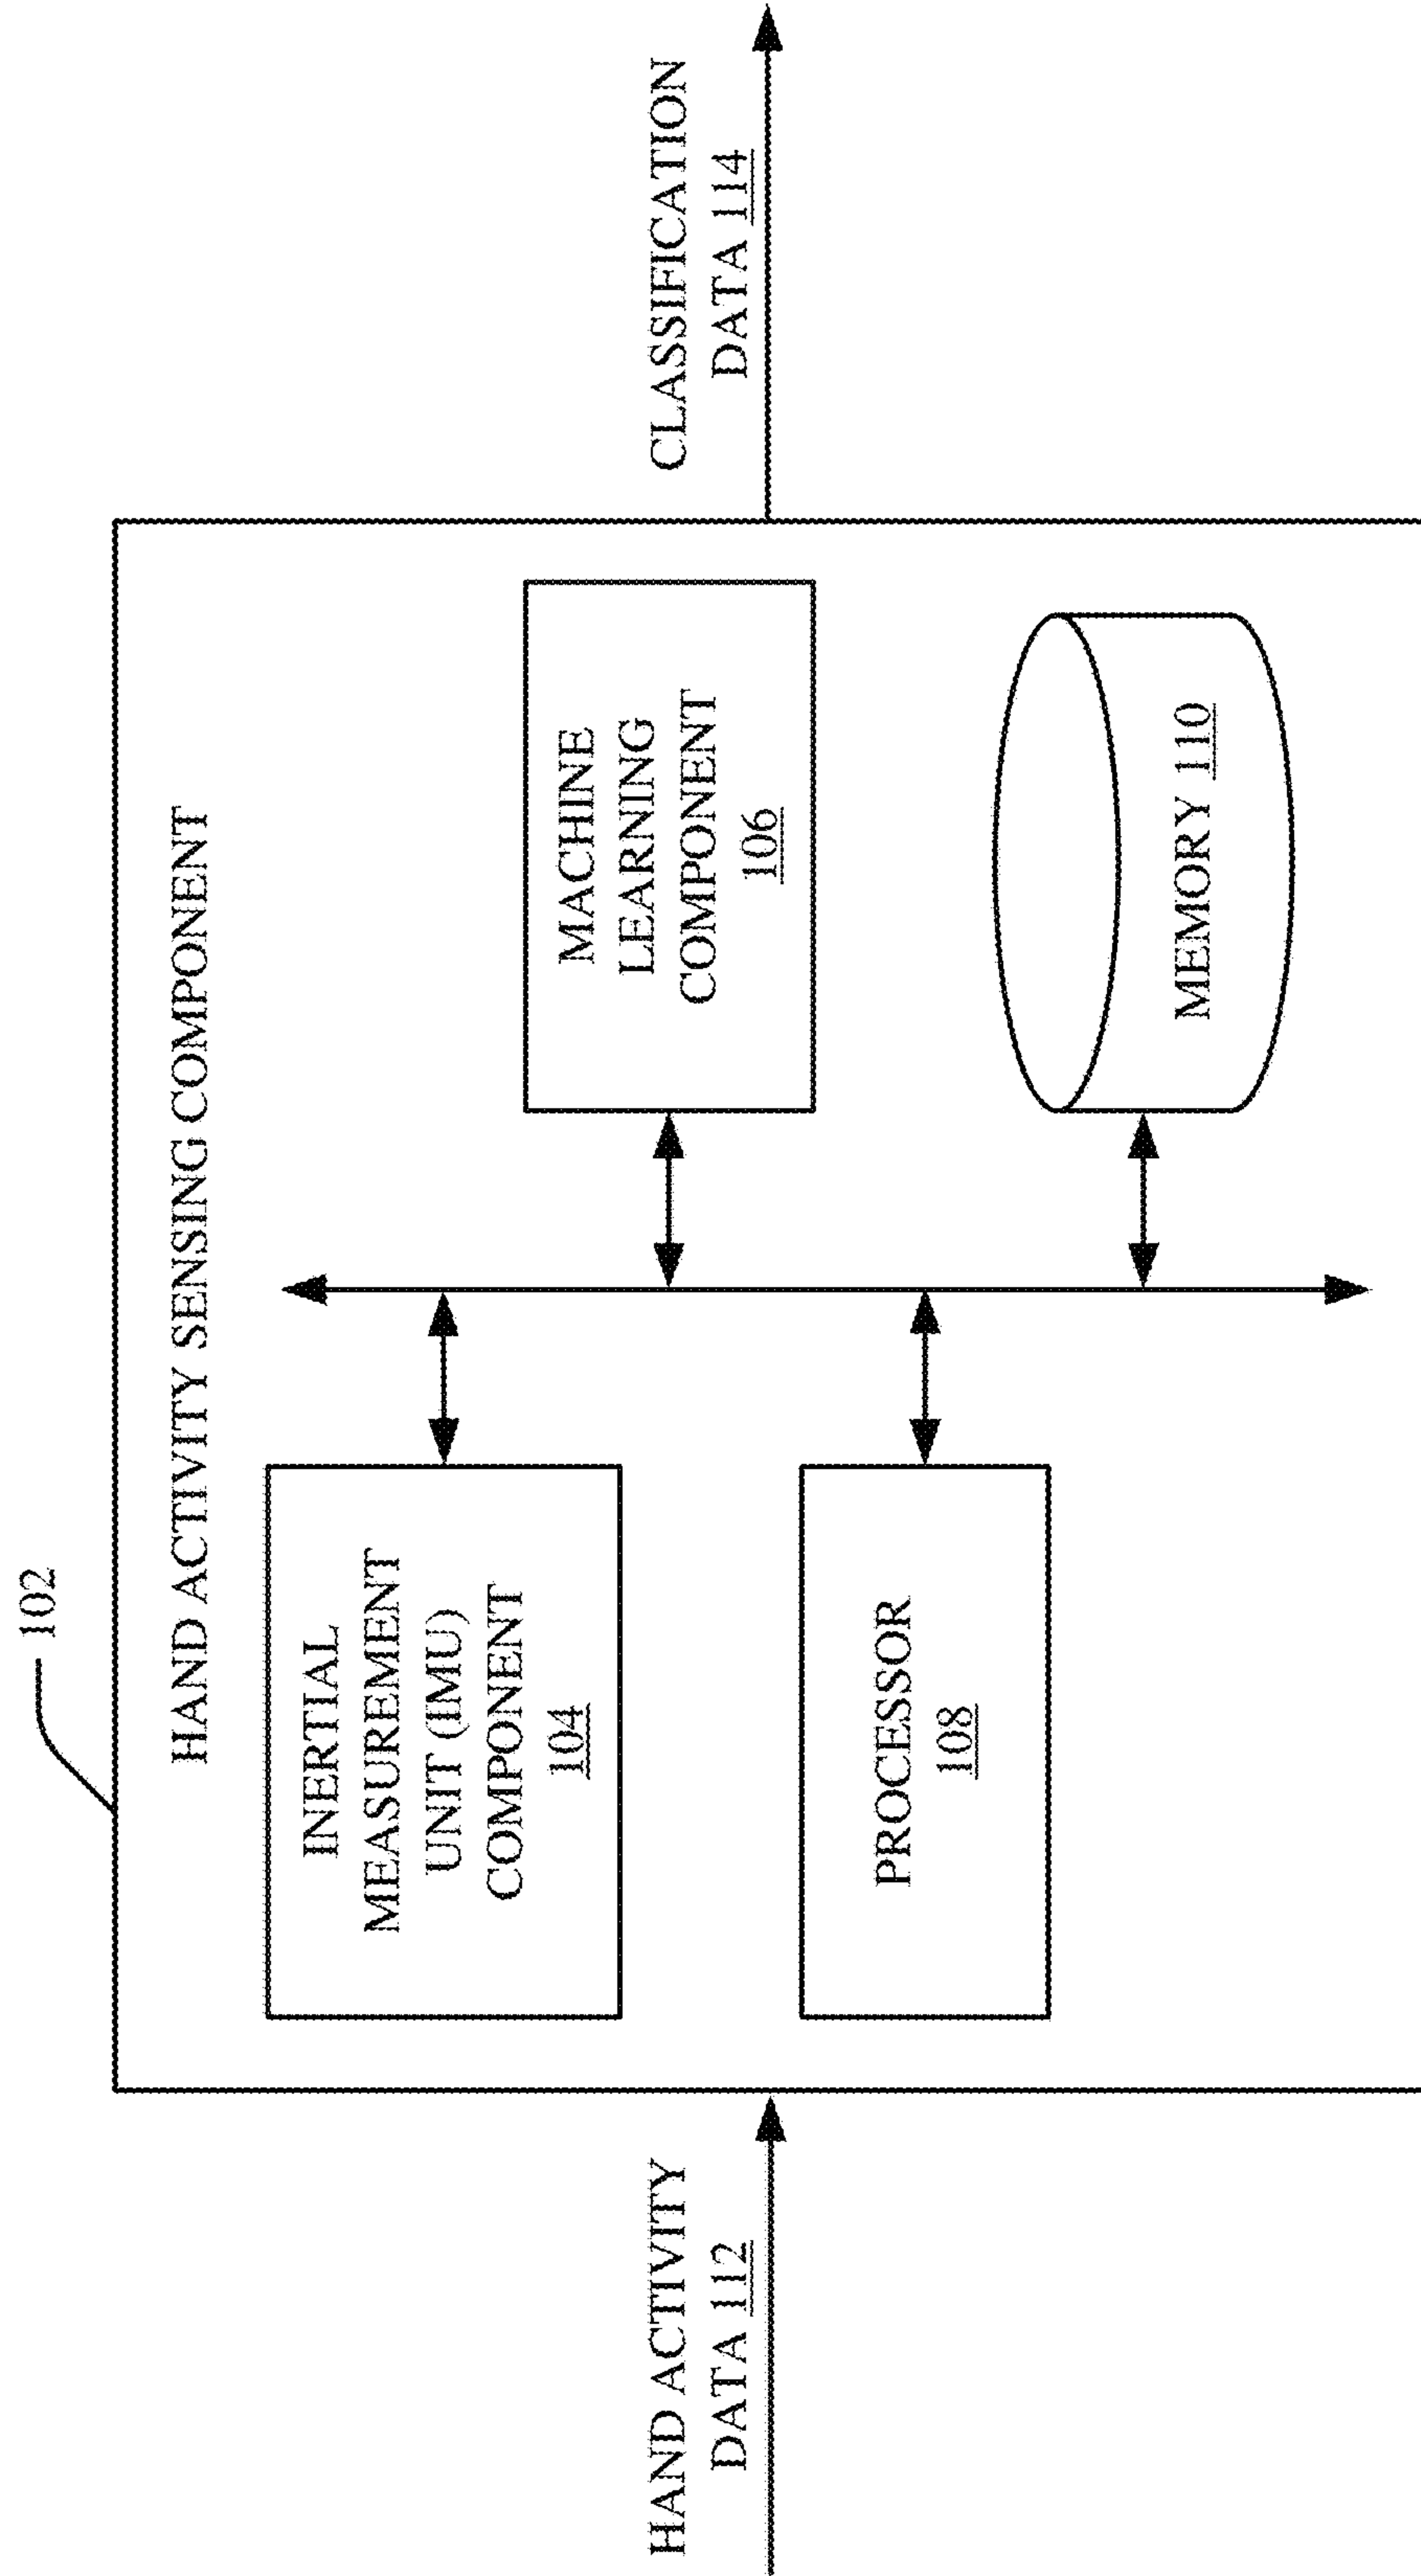 102
HAND ACTIVITY SENSING COMPONENT
INERTIAL
MEASUREMENT
UNIT (IMU)
COMPONENT
104
MACHINE
LEARNING
COMPONENT
106
PROCESSOR
108
MEMORY 110
HAND ACTIVITY
DATA 112
CLASSIFICATION
DATA 114